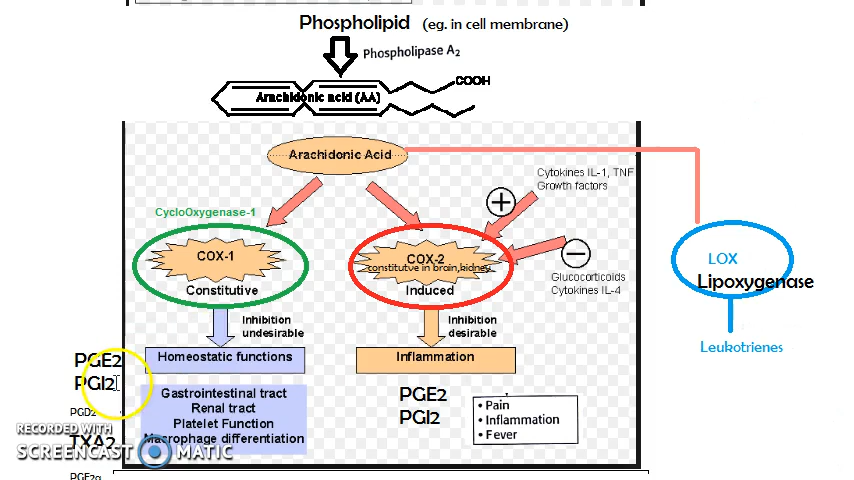 Phospholipid (eg. in cell membrane)
Phospholipase A2
COOH
Arachidonic acid (AA)
Arachidonic Acid
Cytokines IL-1, TNF
Growth factors
CycloOxygenase-1
COX-1
Constitutive
COX-2
constitutve in brain,kidney
Induced
Glucocorticoids
Cytokines IL-4
LOX
Lipoxygenase
Leukotrienes
Inhibition
undesirable
Inhibition
desirable
Homeostatic functions
Inflammation
PGE2
PGI2
PGD2
TXA2
Gastrointestinal tract
Renal tract
Platelet Function
Macrophage differentiation
PGE2
PGI2
• Pain
• Inflammation
• Fever
RECORDED WITH
SCREENCAST MATIC